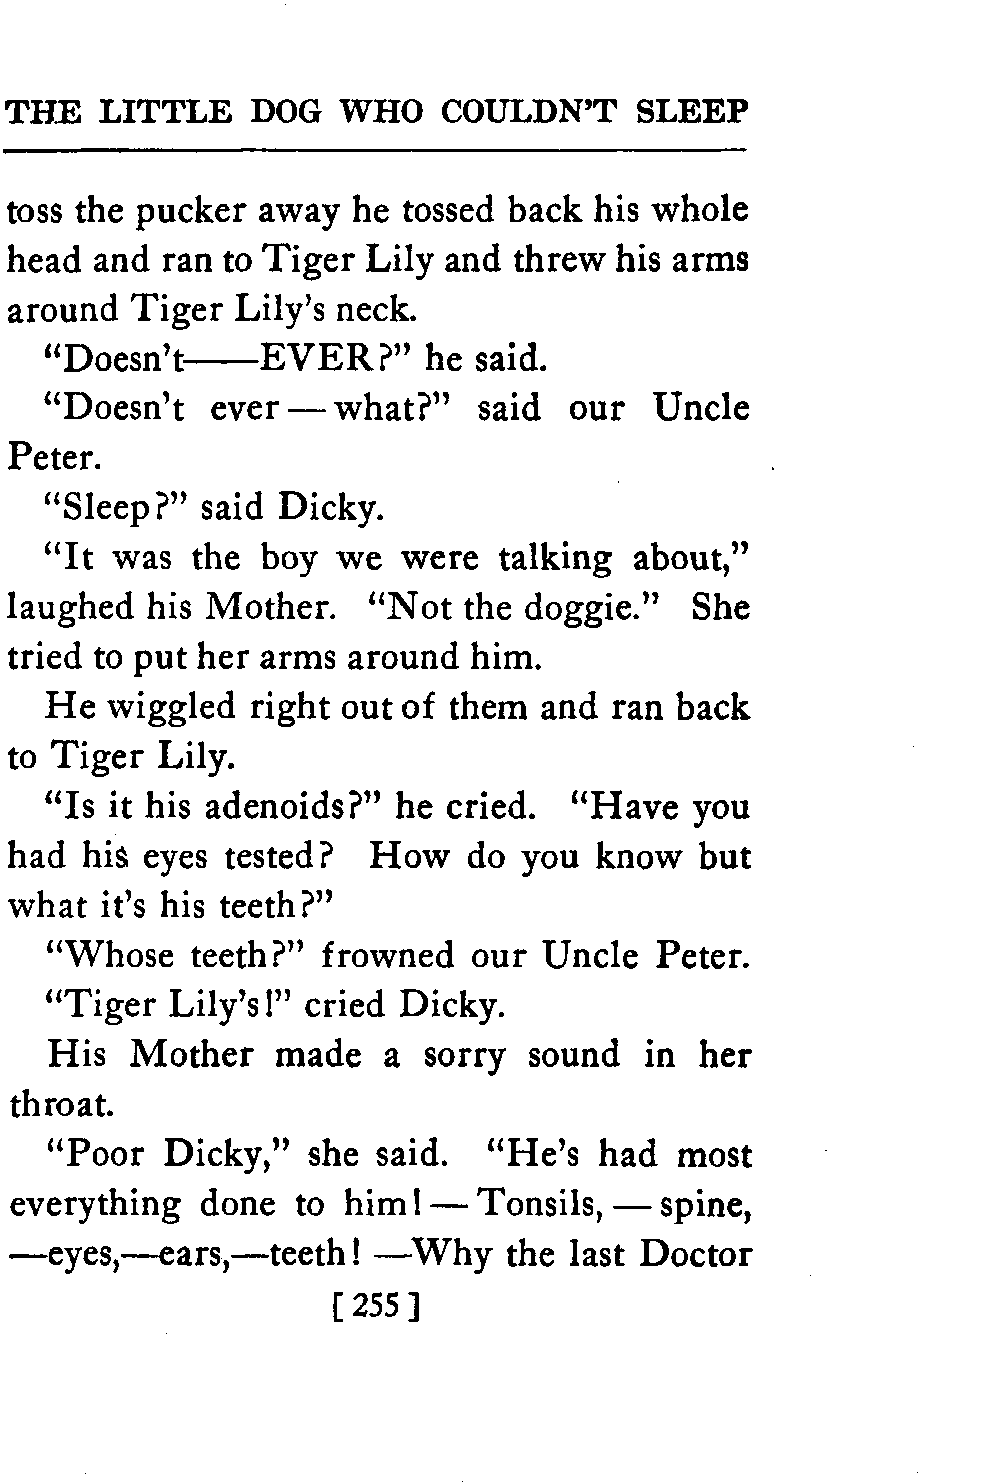 THE LITTLE DOG WHO COULDN'T SLEEP
toss the pucker away he tossed back his whole
head and ran to Tiger Lily and threw his arms
around Tiger Lily's neck.
"Doesn't——EVER?" he said.
"Doesn't ever — what?" said our Uncle
Peter.
"Sleep?" said Dicky.
"It was the boy we were talking about,"
laughed his Mother. "Not the doggie." She
tried to put her arms around him.
He wiggled right out of them and ran back
to Tiger Lily.
"Is it his adenoids?" he cried. "Have you
had his eyes tested? How do you know but
what it's his teeth?"
"Whose teeth?" frowned our Uncle Peter.
"Tiger Lily's!" cried Dicky.
His Mother made a sorry sound in her
throat.
"Poor Dicky," she said. "He's had most
everything done to him! — Tonsils, — spine,
—eyes,—ears,—teeth! —Why the last Doctor
[ 255 ]